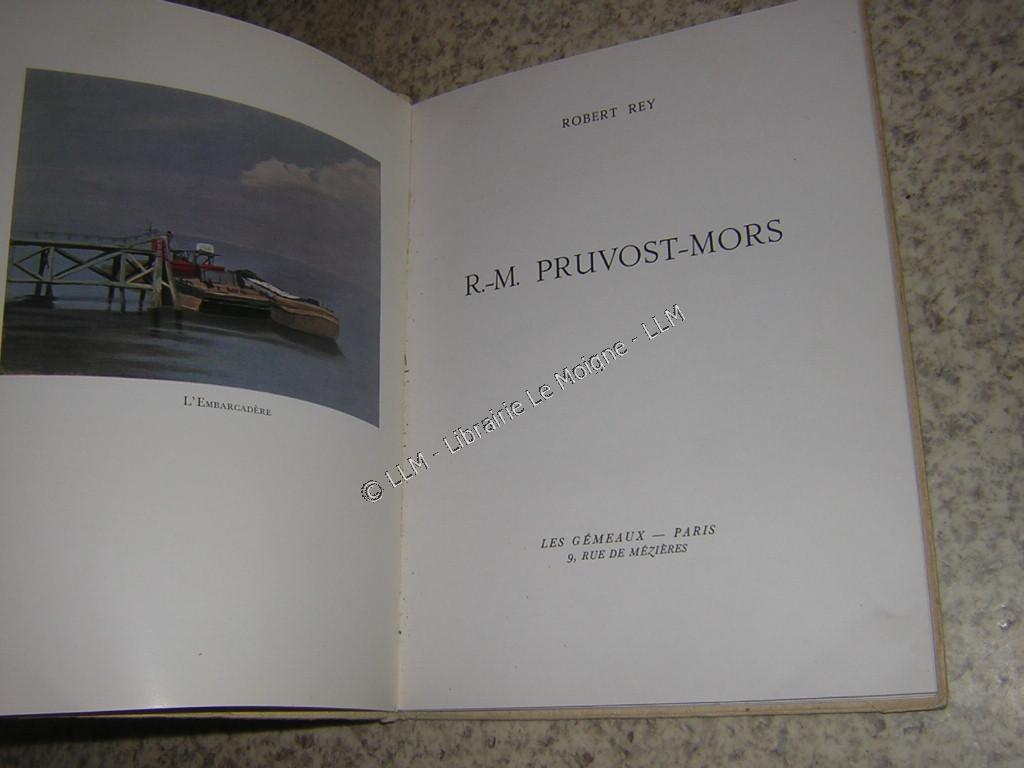 L'EMBARCADÈRE
ROBERT REY
R.-M. PRUVOST-MORS
© LLM - Librairie Le Moigne - LLM
LES GÉMEAUX — PARIS
9, RUE DE MÉZIÈRES